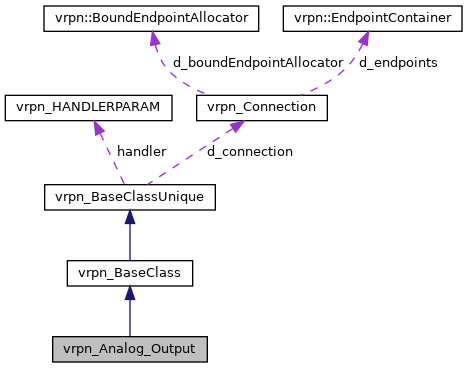 vrpn::BoundEndpointAllocator
vrpn::EndpointContainer
d_boundEndpointAllocator
d_endpoints
vrpn_HANDLERPARAM
vrpn_Connection
handler
d_connection
vrpn_BaseClassUnique
vrpn_BaseClass
vrpn_Analog_Output